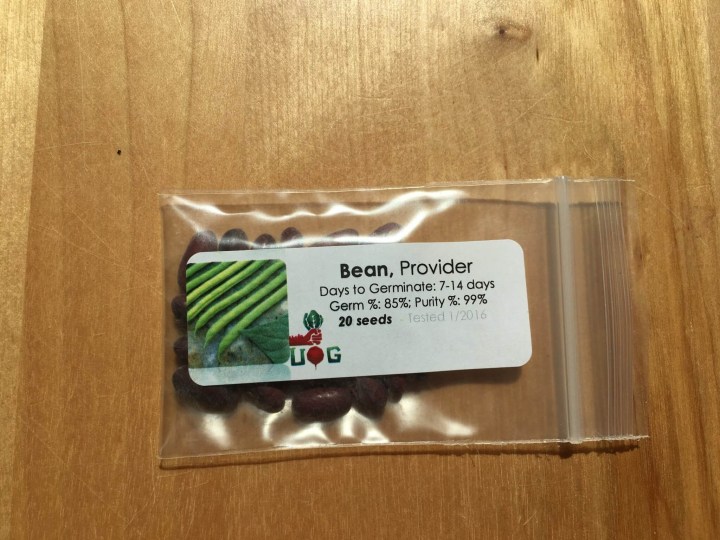 Bean, Provider
Days to Germinate: 7-14 days
Germ %: 85%; Purity %: 99%
20 seeds Tested 1/2016
UOG